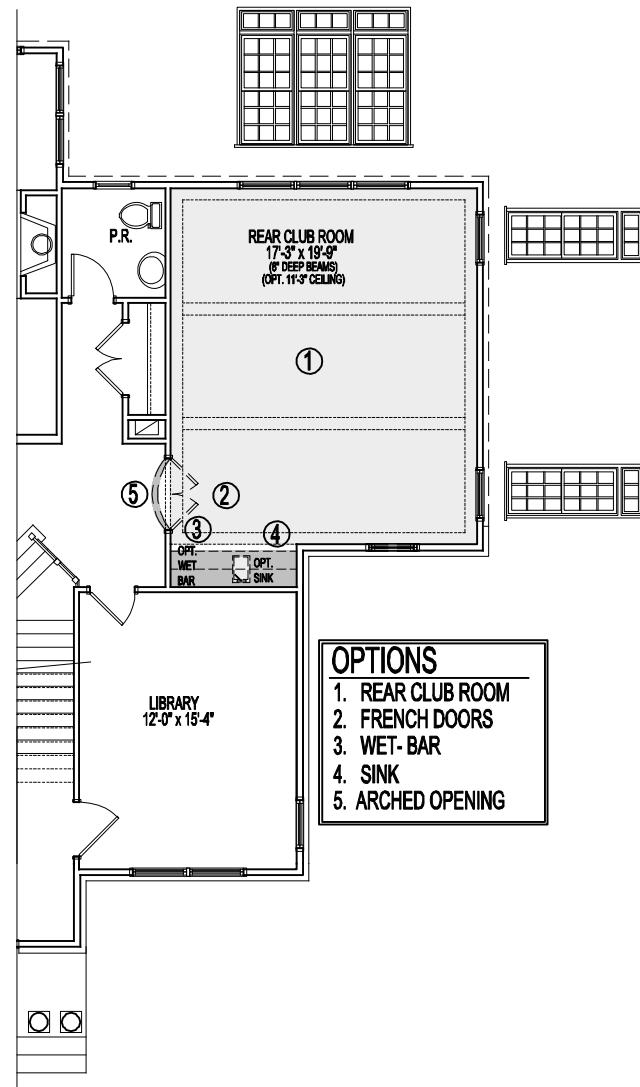 P.R.
REAR CLUB ROOM
17'-3" x 19'-9"
(6" DEEP BEAMS)
(OPT. 11'-3" CEILING)
1
5
2
3
4
OPT.
WET
BAR
OPT.
SINK
LIBRARY
12'-0" x 15'-4"
OPTIONS
1. REAR CLUB ROOM
2. FRENCH DOORS
3. WET- BAR
4. SINK
5. ARCHED OPENING